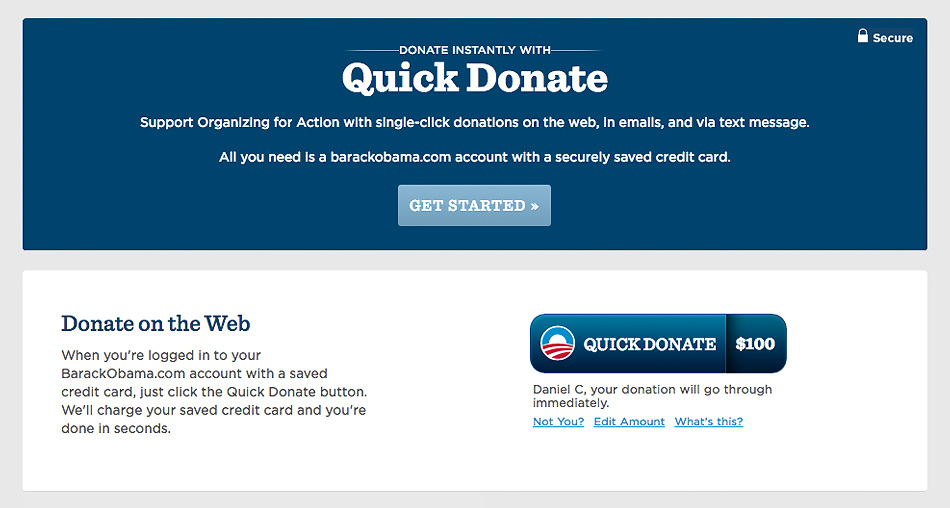 Secure
DONATE INSTANTLY WITH
Quick Donate
Support Organizing for Action with single-click donations on the web, in emails, and via text message.
All you need is a barackobama.com account with a securely saved credit card.
GET STARTED »
Donate on the Web
When you're logged in to your
BarackObama.com account with a saved
credit card, just click the Quick Donate button.
We'll charge your saved credit card and you're
done in seconds.
QUICK DONATE $100
Daniel C, your donation will go through
immediately.
Not You? Edit Amount What's this?